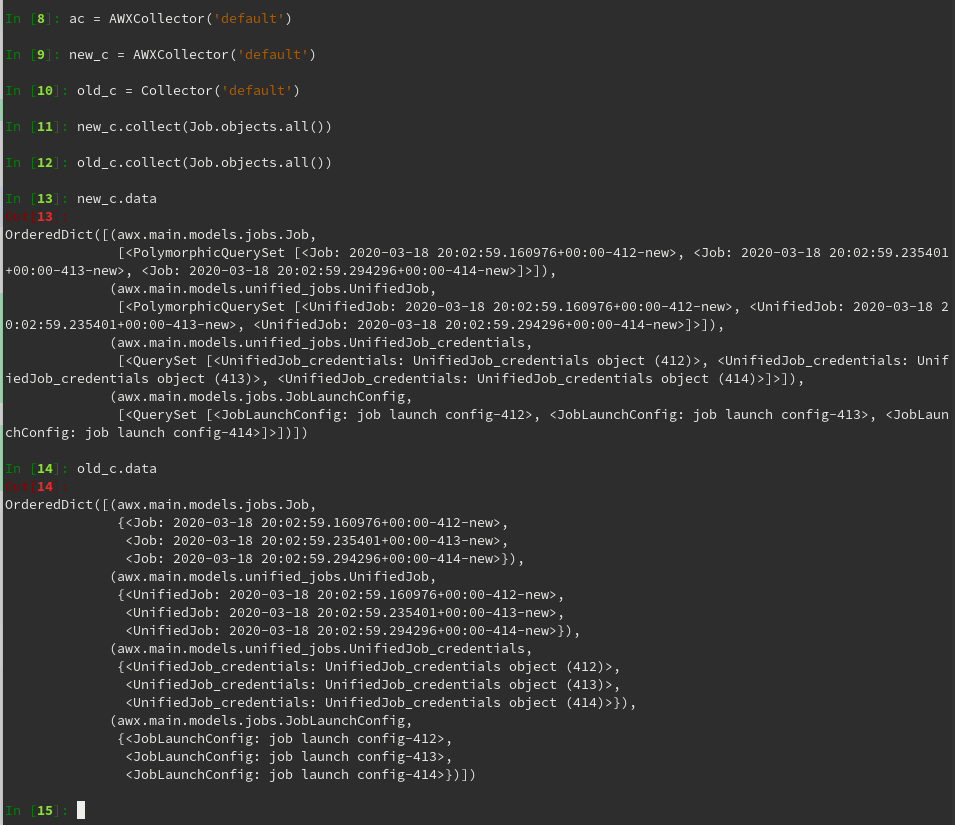 In [8]: ac = AWXCollector('default')
In [9]: new_c = AWXCollector('default')
In [10]: old_c = Collector('default')
In [11]: new_c.collect(Job.objects.all())
In [12]: old_c.collect(Job.objects.all())
In [13]: new_c.data
Out[13]:
OrderedDict([(awx.main.models.jobs.Job,
              [<PolymorphicQuerySet [<Job: 2020-03-18 20:02:59.160976+00:00-412-new>, <Job: 2020-03-18 20:02:59.235401
+00:00-413-new>, <Job: 2020-03-18 20:02:59.294296+00:00-414-new>]>]),
             (awx.main.models.unified_jobs.UnifiedJob,
              [<PolymorphicQuerySet [<UnifiedJob: 2020-03-18 20:02:59.160976+00:00-412-new>, <UnifiedJob: 2020-03-18 2
0:02:59.235401+00:00-413-new>, <UnifiedJob: 2020-03-18 20:02:59.294296+00:00-414-new>]>]),
             (awx.main.models.unified_jobs.UnifiedJob_credentials,
              [<QuerySet [<UnifiedJob_credentials: UnifiedJob_credentials object (412)>, <UnifiedJob_credentials: Unif
iedJob_credentials object (413)>, <UnifiedJob_credentials: UnifiedJob_credentials object (414)>]>]),
             (awx.main.models.jobs.JobLaunchConfig,
              [<QuerySet [<JobLaunchConfig: job launch config-412>, <JobLaunchConfig: job launch config-413>, <JobLaun
chConfig: job launch config-414>]>])])
In [14]: old_c.data
Out[14]:
OrderedDict([(awx.main.models.jobs.Job,
              {<Job: 2020-03-18 20:02:59.160976+00:00-412-new>,
               <Job: 2020-03-18 20:02:59.235401+00:00-413-new>,
               <Job: 2020-03-18 20:02:59.294296+00:00-414-new>}),
             (awx.main.models.unified_jobs.UnifiedJob,
              {<UnifiedJob: 2020-03-18 20:02:59.160976+00:00-412-new>,
               <UnifiedJob: 2020-03-18 20:02:59.235401+00:00-413-new>,
               <UnifiedJob: 2020-03-18 20:02:59.294296+00:00-414-new>}),
             (awx.main.models.unified_jobs.UnifiedJob_credentials,
              {<UnifiedJob_credentials: UnifiedJob_credentials object (412)>,
               <UnifiedJob_credentials: UnifiedJob_credentials object (413)>,
               <UnifiedJob_credentials: UnifiedJob_credentials object (414)>}),
             (awx.main.models.jobs.JobLaunchConfig,
              {<JobLaunchConfig: job launch config-412>,
               <JobLaunchConfig: job launch config-413>,
               <JobLaunchConfig: job launch config-414>})])
In [15]: